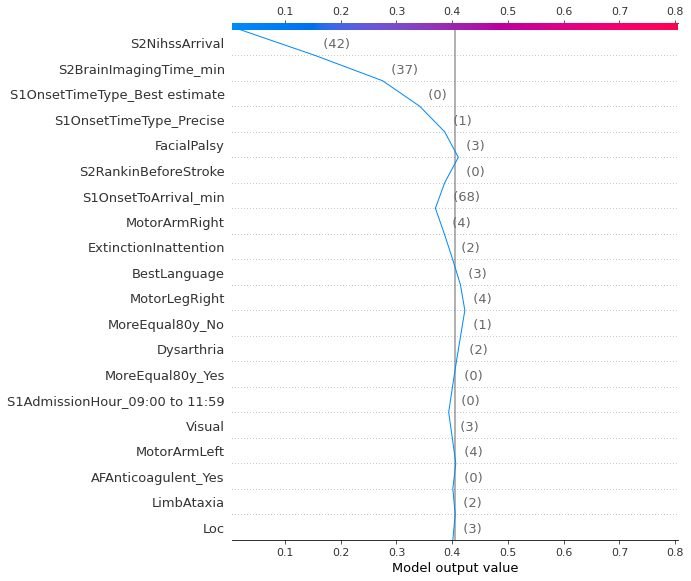 0.1 0.2 0.3 0.4 0.5 0.6 0.7 0.8
S2NihssArrival (42)
S2BrainImagingTime_min (37)
S1OnsetTimeType_Best estimate (0)
S1OnsetTimeType_Precise (1)
FacialPalsy (3)
S2RankinBeforeStroke (0)
S1OnsetToArrival_min (68)
MotorArmRight (4)
ExtinctionInattention (2)
BestLanguage (3)
MotorLegRight (4)
MoreEqual80y_No (1)
Dysarthria (2)
MoreEqual80y_Yes (0)
S1AdmissionHour_09:00 to 11:59 (0)
Visual (3)
MotorArmLeft (4)
AFAnticoagulent_Yes (0)
LimbAtaxia (2)
Loc (3)
0.1 0.2 0.3 0.4 0.5 0.6 0.7 0.8
Model output value